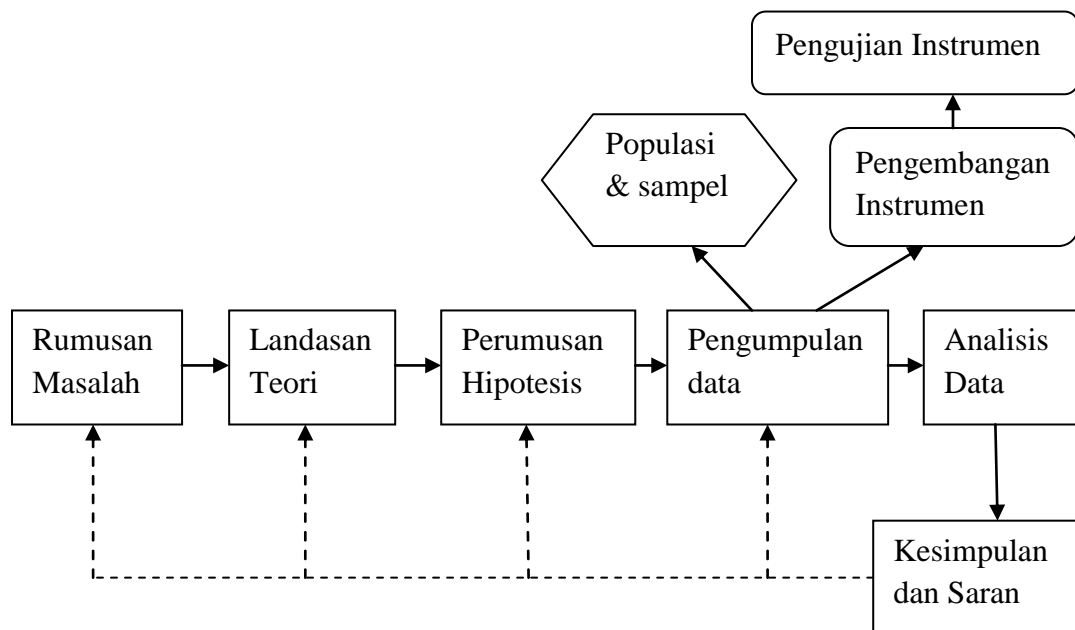 Pengujian Instrumen
Populasi
& sampel
Pengembangan
Instrumen
Rumusan
Masalah
Landasan
Teori
Perumusan
Hipotesis
Pengumpulan
data
Analisis
Data
Kesimpulan
dan Saran